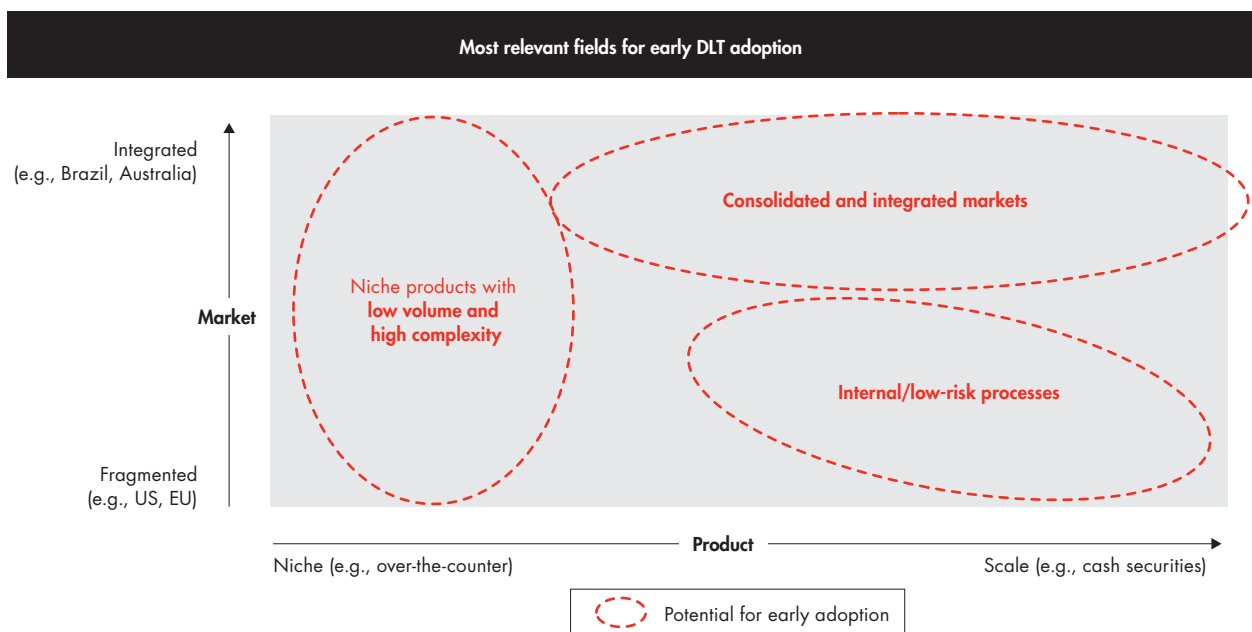 Most relevant fields for early DLT adoption
Integrated
(e.g., Brazil, Australia)
Consolidated and integrated markets
Niche products with
low volume and
high complexity
Market
Internal/low-risk processes
Fragmented
(e.g., US, EU)
Product
Niche (e.g., over-the-counter)
Scale (e.g., cash securities)
Potential for early adoption